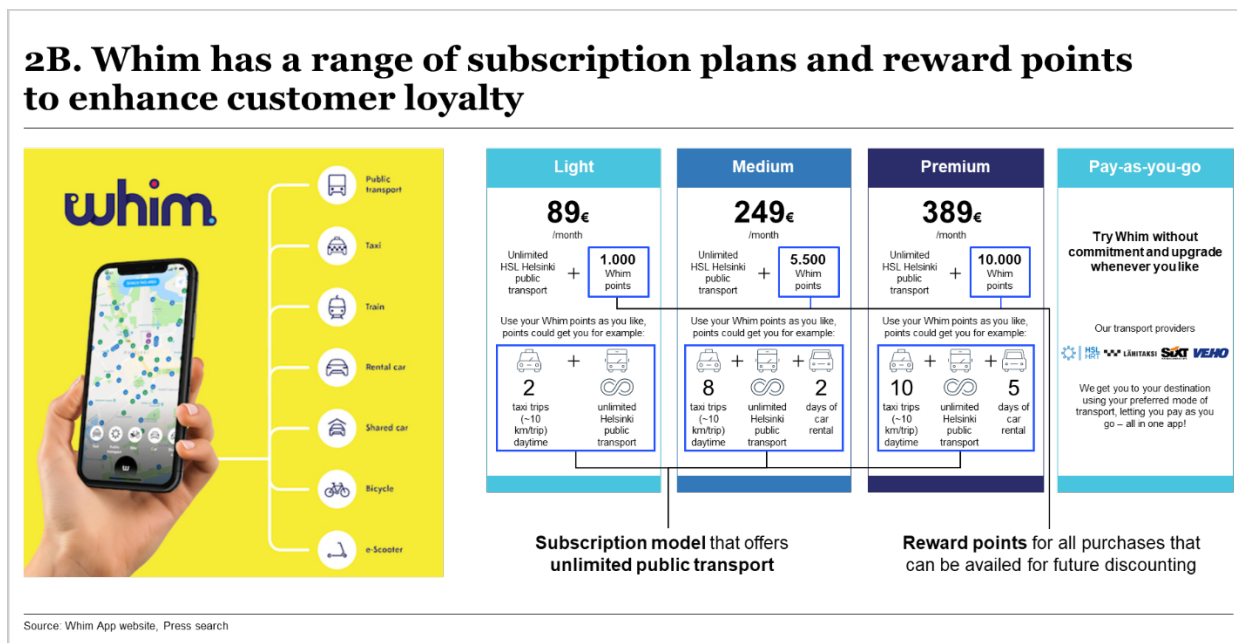 2B. Whim has a range of subscription plans and reward points
to enhance customer loyalty
whim
Public
transport
Taxi
Train
Rental car
Shared car
Bicycle
e-Scooter
Light
89€
/month
Unlimited
HSL Helsinki
public
transport
+
1.000
Whim
points
Use your Whim points as you like,
points could get you for example:
+
2
taxi trips
(~10
km/trip)
daytime
unlimited
Helsinki
public
transport
Medium
249€
/month
Unlimited
HSL Helsinki
public
transport
+
5.500
Whim
points
Use your Whim points as you like,
points could get you for example:
+ +
8
taxi trips
(~10
km/trip)
daytime
unlimited
Helsinki
public
transport
2
days of
car
rental
Premium
389€
/month
Unlimited
HSL Helsinki
public
transport
+
10.000
Whim
points
Use your Whim points as you like,
points could get you for example:
+ +
10
taxi trips
(~10
km/trip)
daytime
unlimited
Helsinki
public
transport
5
days of
car
rental
Pay-as-you-go
Try Whim without
commitment and upgrade
whenever you like
Our transport providers
HSL
HRT
LÄHITAKSI
SIXT
VEHO
We get you to your destination
using your preferred mode of
transport, letting you pay as you
go – all in one app!
Subscription model that offers
unlimited public transport
Reward points for all purchases that
can be availed for future discounting
Source: Whim App website, Press search